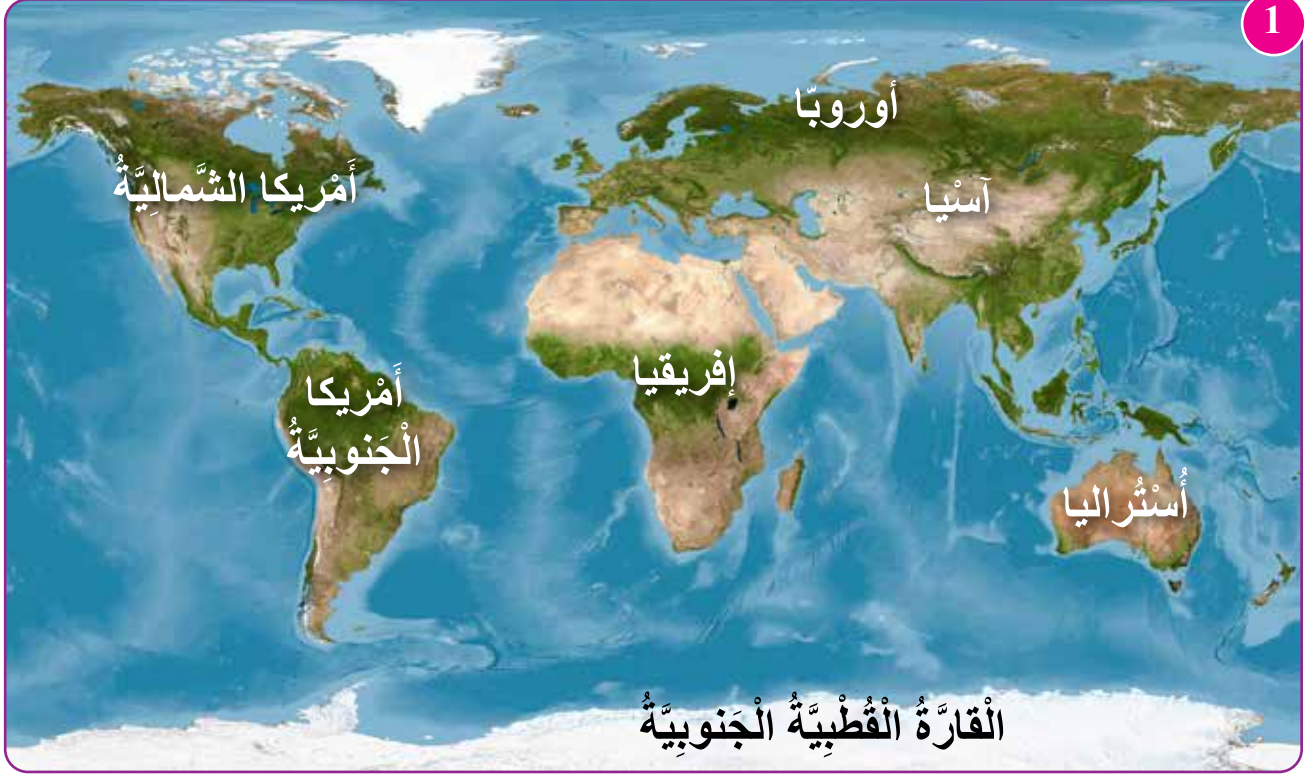 1
أوروبّا
آسْيا
أَمْريكا الشَّمالِيَّةُ
إفريقيا
أَمْريكا
الْجَنوبِيَّةُ
أُسْتُراليا
الْقارَّةُ الْقُطْبِيَّةُ الْجَنوبِيَّةُ